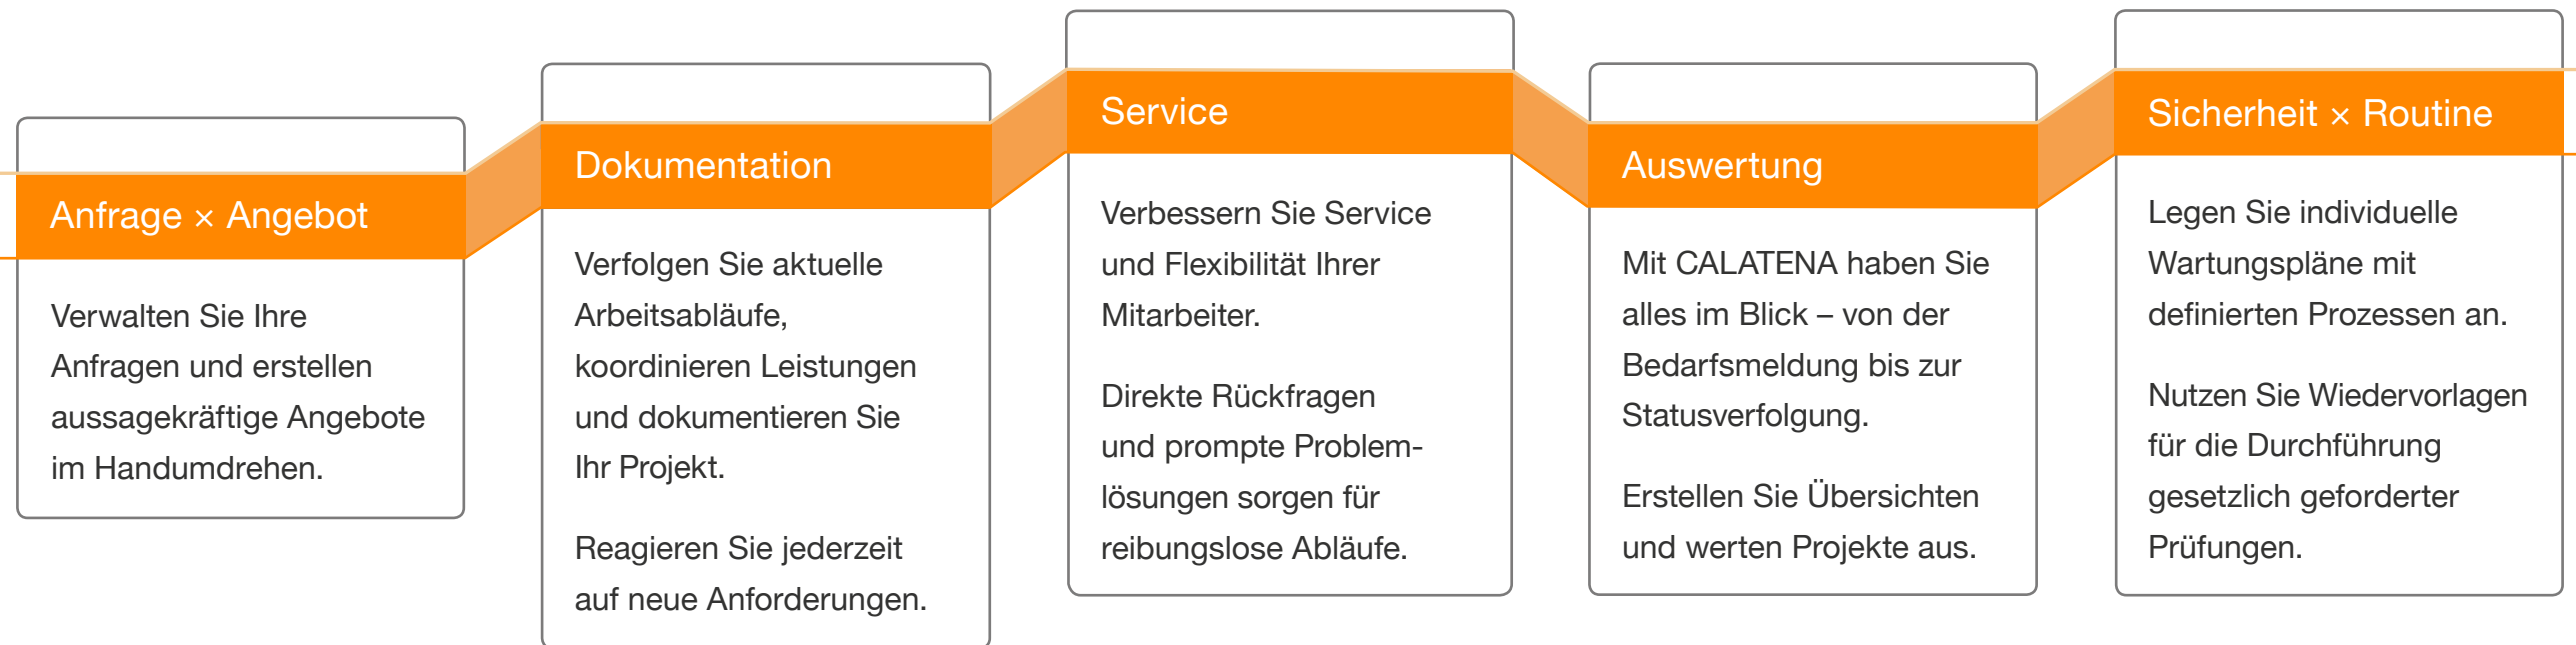 Anfrage × Angebot
Verwalten Sie Ihre
Anfragen und erstellen
aussagekräftige Angebote
im Handumdrehen.
Dokumentation
Verfolgen Sie aktuelle
Arbeitsabläufe,
koordinieren Leistungen
und dokumentieren Sie
Ihr Projekt.
Reagieren Sie jederzeit
auf neue Anforderungen.
Service
Verbessern Sie Service
und Flexibilität Ihrer
Mitarbeiter.
Direkte Rückfragen
und prompte Problem-
lösungen sorgen für
reibungslose Abläufe.
Auswertung
Mit CALATENA haben Sie
alles im Blick – von der
Bedarfsmeldung bis zur
Statusverfolgung.
Erstellen Sie Übersichten
und werten Projekte aus.
Sicherheit × Routine
Legen Sie individuelle
Wartungspläne mit
definierten Prozessen an.
Nutzen Sie Wiedervorlagen
für die Durchführung
gesetzlich geforderter
Prüfungen.